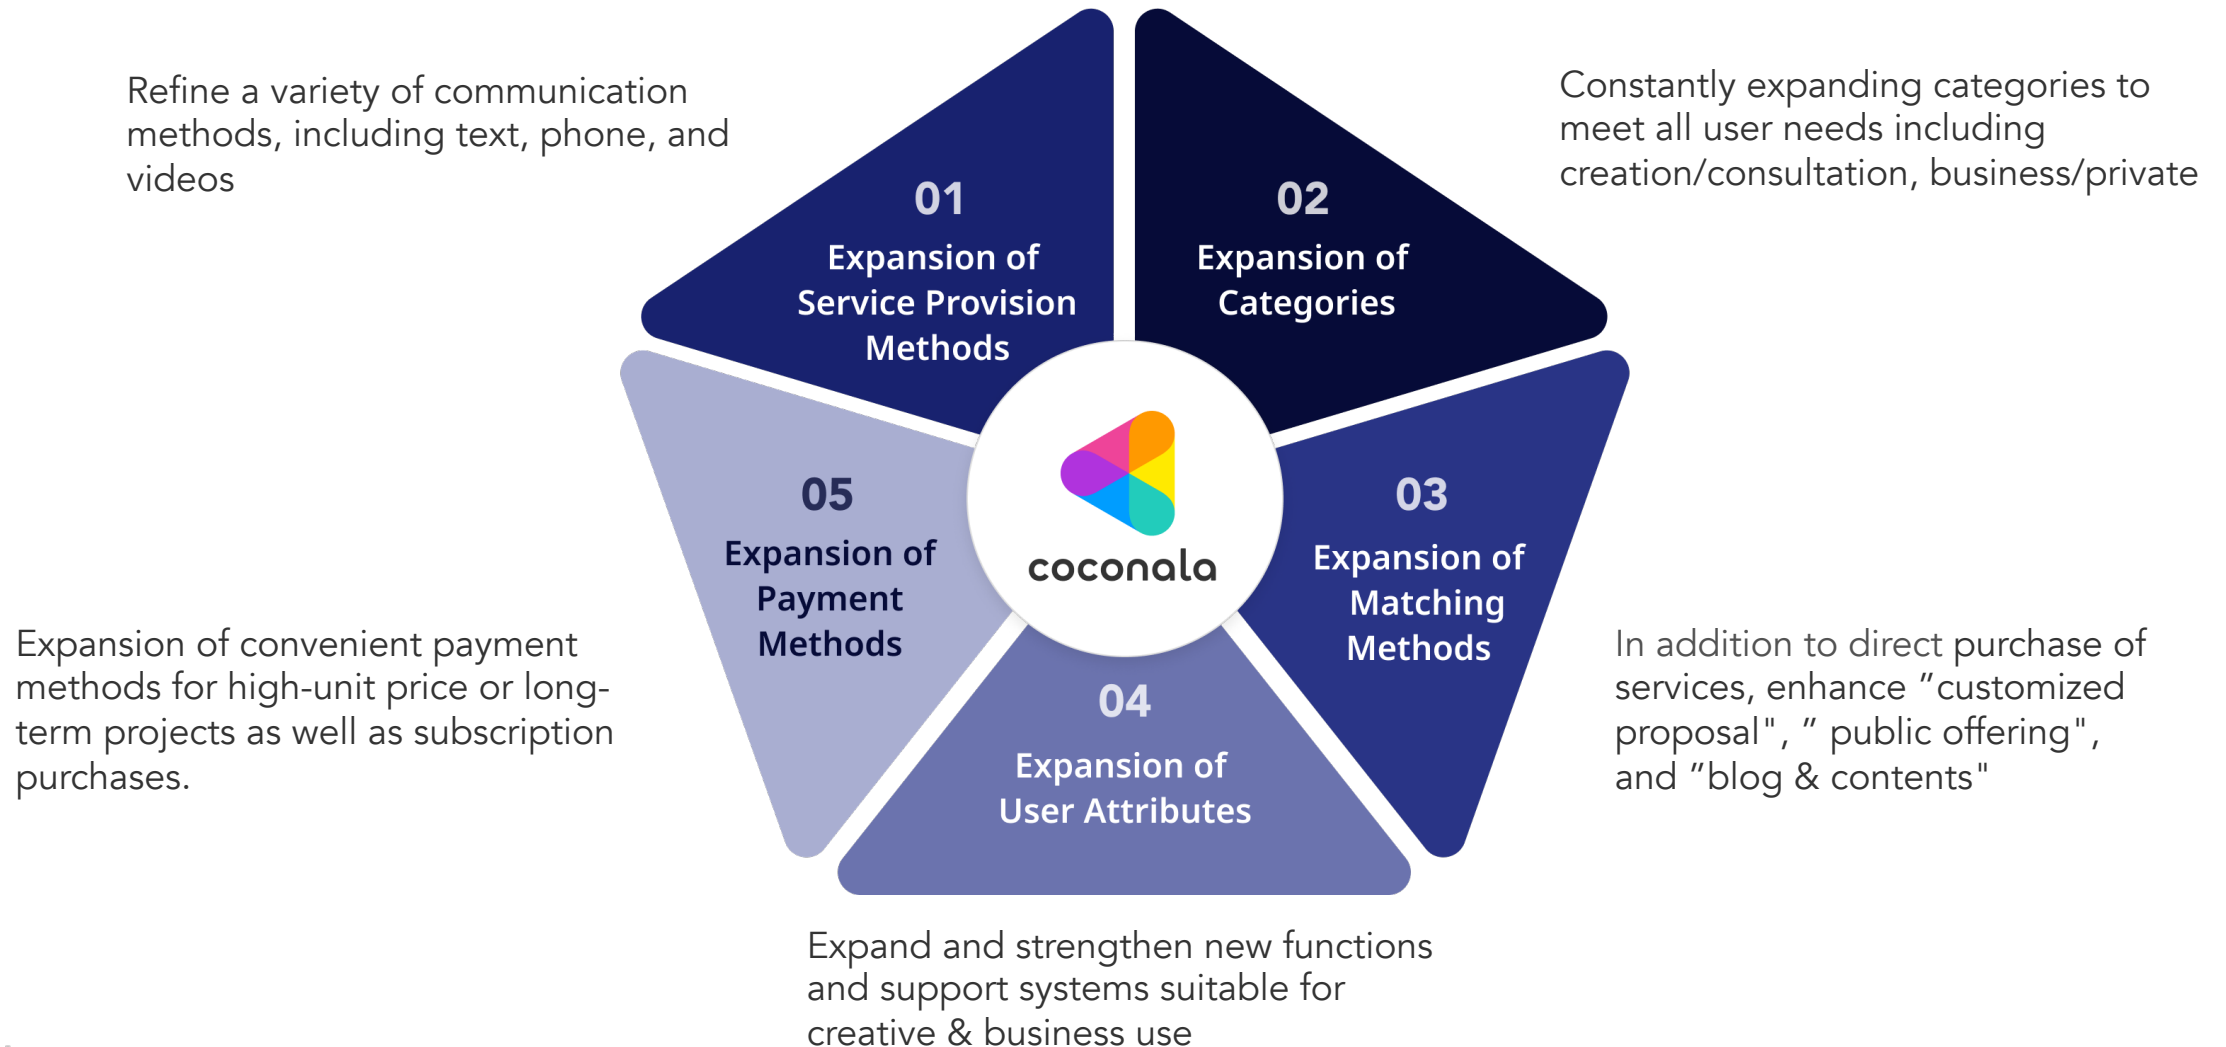 Refine a variety of communication
methods, including text, phone, and
videos
01
Expansion of
Service Provision
Methods
02
Expansion of
Categories
Constantly expanding categories to
meet all user needs including
creation/consultation, business/private
coconala
03
Expansion of
Matching
Methods
In addition to direct purchase of
services, enhance ”customized
proposal", ” public offering",
and ”blog & contents"
04
Expansion of
User Attributes
Expand and strengthen new functions
and support systems suitable for
creative & business use
05
Expansion of
Payment
Methods
Expansion of convenient payment
methods for high-unit price or long-
term projects as well as subscription
purchases.